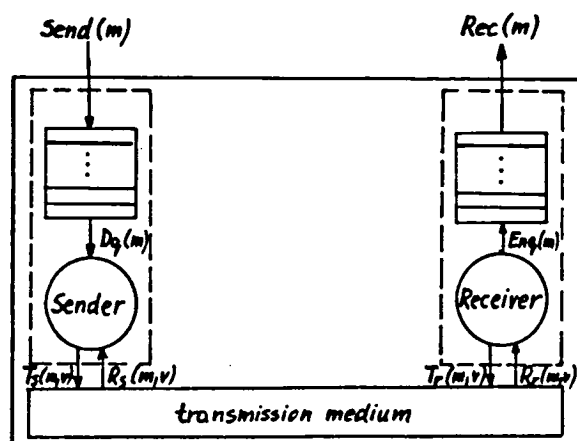 Send(m)
Rec(m)
Dq(m)
Enq(m)
Sender
Receiver
Ts(m,v)
Rs(m,v)
Tr(m,v)
Rr(m,v)
transmission medium